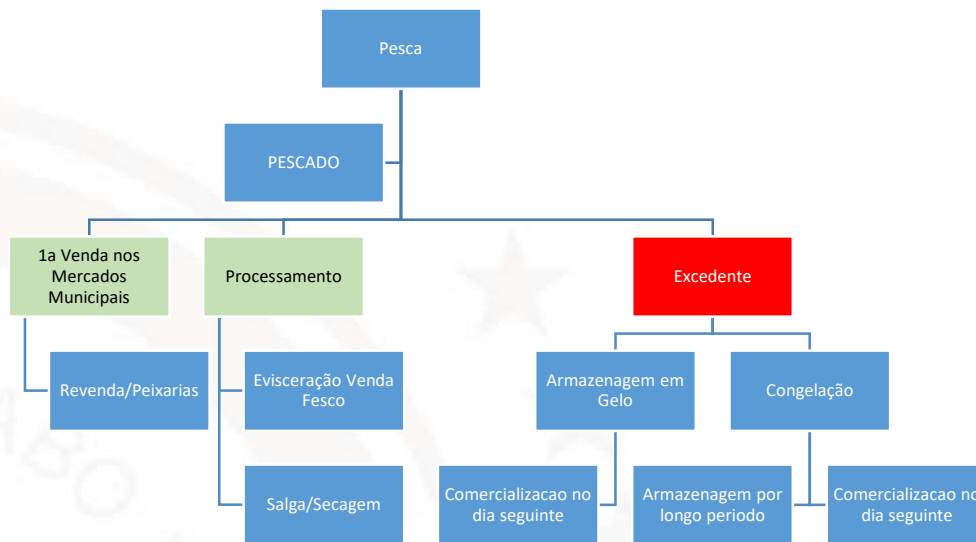 Pesca
PESCADO
1a Venda nos
Mercados
Municipais
Processamento
Excedente
Revenda/Peixarias
Evisceração Venda
Fesco
Armazenagem em
Gelo
Congelação
Salga/Secagem
Comercializacao no
dia seguinte
Armazenagem por
longo periodo
Comercializacao no
dia seguinte